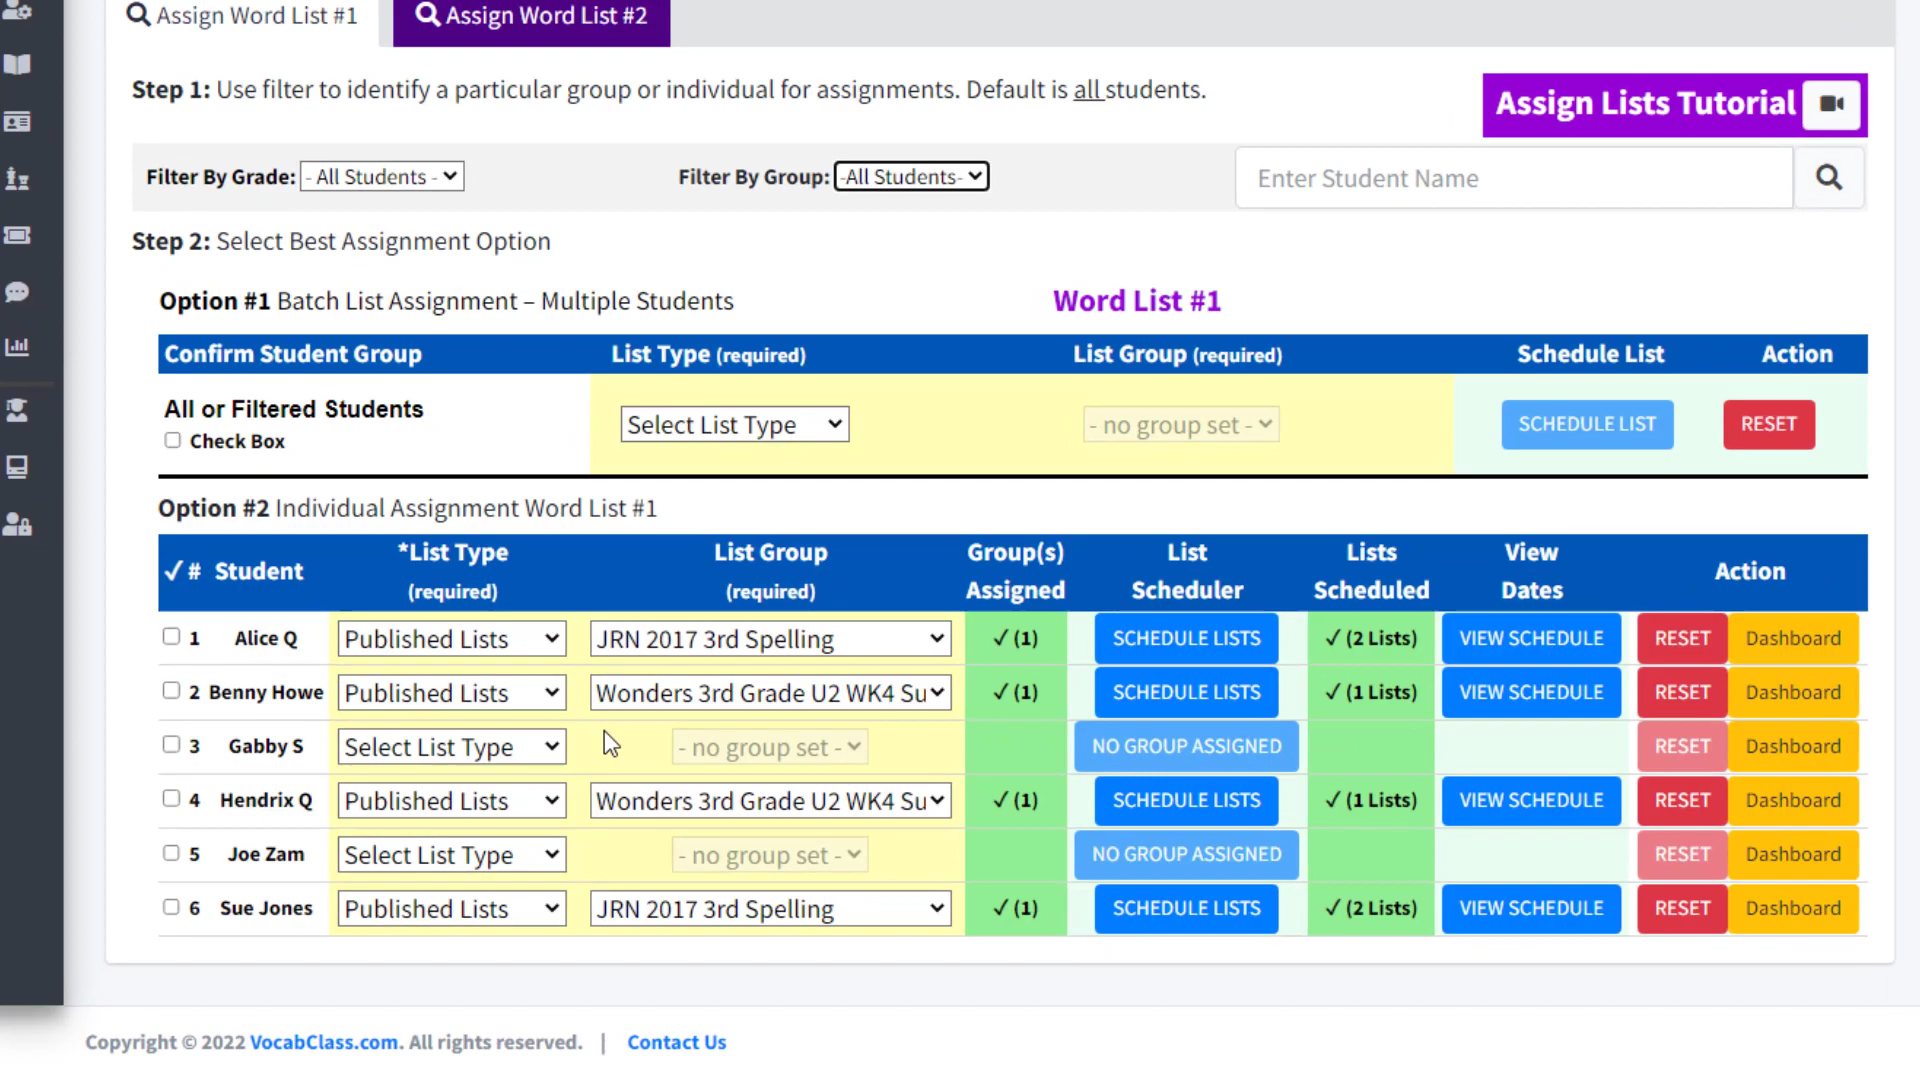 Assign Word List #1 Assign Word List #2
Step 1: Use filter to identify a particular group or individual for assignments. Default is all students.
Assign Lists Tutorial
Filter By Grade: - All Students - Filter By Group: -All Students- Enter Student Name
Step 2: Select Best Assignment Option
Option #1 Batch List Assignment – Multiple Students Word List #1
Confirm Student Group List Type (required) List Group (required) Schedule List Action
All or Filtered Students
Check Box Select List Type - no group set - SCHEDULE LIST RESET
Option #2 Individual Assignment Word List #1
✓ # Student *List Type (required) List Group (required) Group(s) Assigned List Scheduler Lists Scheduled View Dates Action
1 Alice Q Published Lists JRN 2017 3rd Spelling ✓ (1) SCHEDULE LISTS ✓ (2 Lists) VIEW SCHEDULE RESET Dashboard
2 Benny Howe Published Lists Wonders 3rd Grade U2 WK4 Su ✓ (1) SCHEDULE LISTS ✓ (1 Lists) VIEW SCHEDULE RESET Dashboard
3 Gabby S Select List Type - no group set - NO GROUP ASSIGNED RESET Dashboard
4 Hendrix Q Published Lists Wonders 3rd Grade U2 WK4 Su ✓ (1) SCHEDULE LISTS ✓ (1 Lists) VIEW SCHEDULE RESET Dashboard
5 Joe Zam Select List Type - no group set - NO GROUP ASSIGNED RESET Dashboard
6 Sue Jones Published Lists JRN 2017 3rd Spelling ✓ (1) SCHEDULE LISTS ✓ (2 Lists) VIEW SCHEDULE RESET Dashboard
Copyright © 2022 VocabClass.com. All rights reserved. | Contact Us